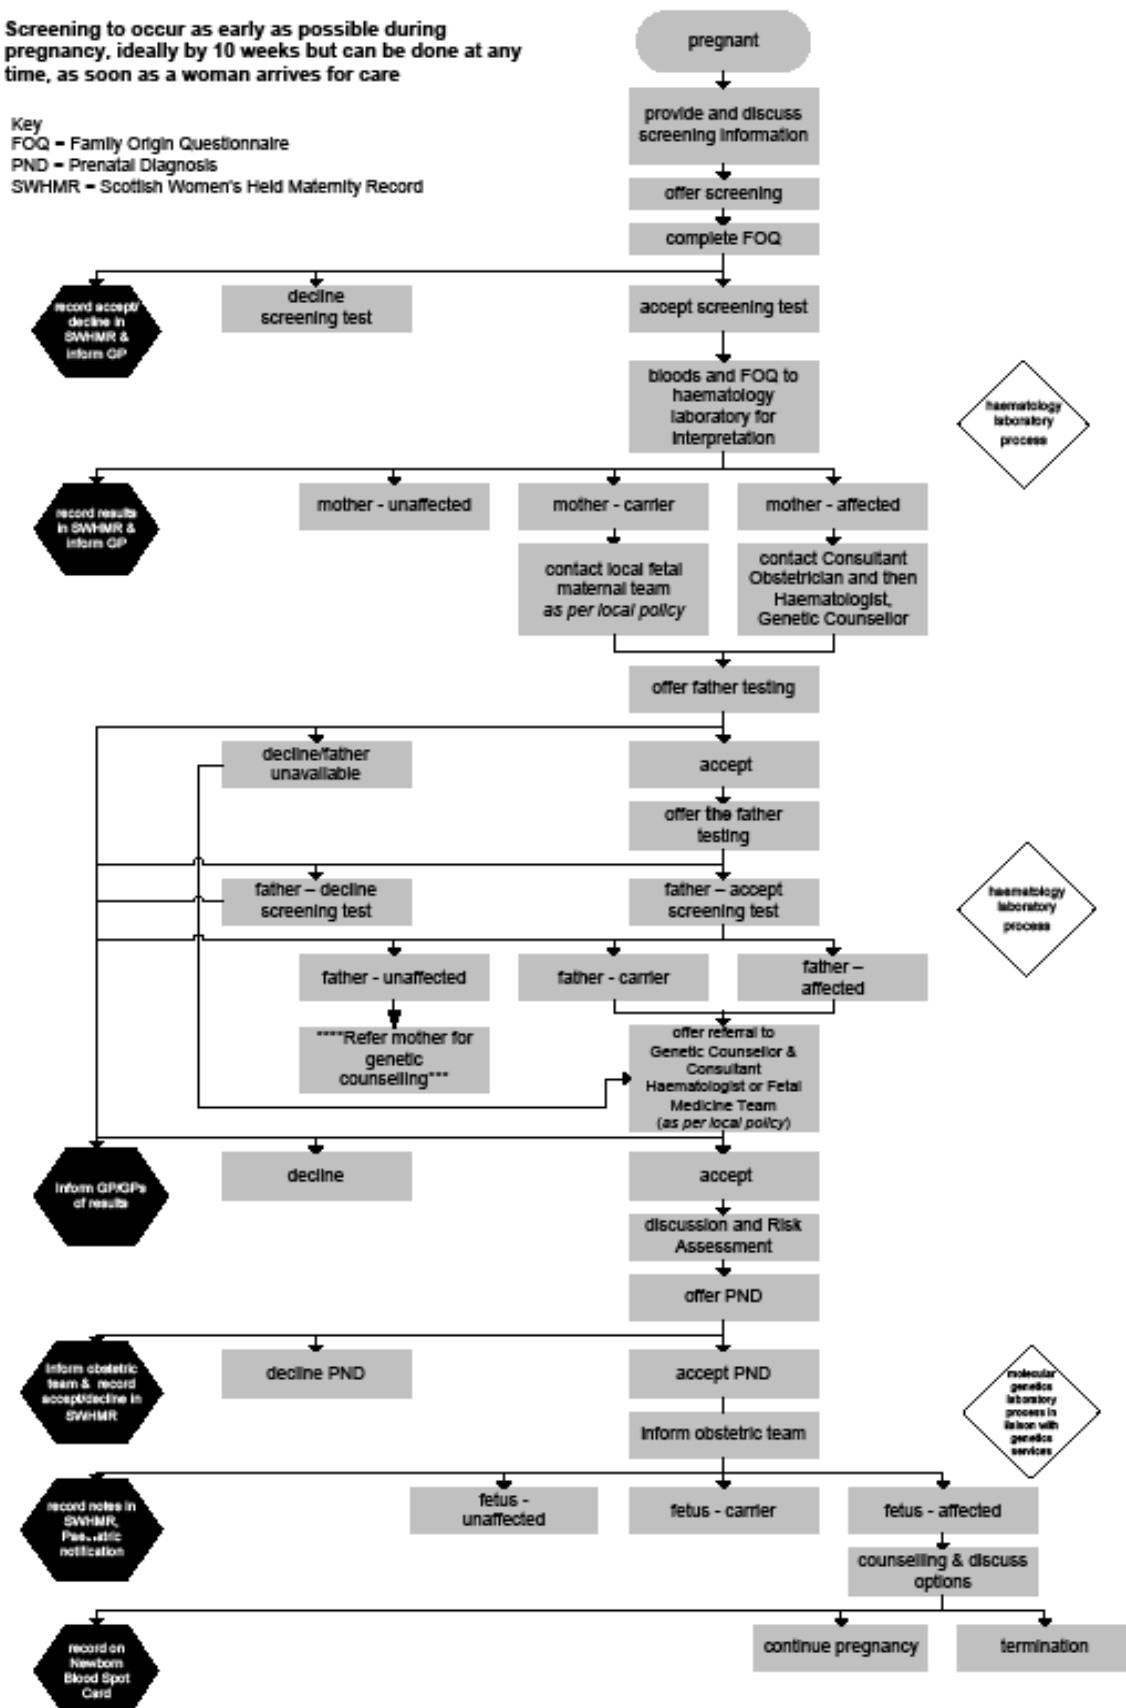 Screening to occur as early as possible during
pregnancy, ideally by 10 weeks but can be done at any
time, as soon as a woman arrives for care
Key
FOQ = Family Origin Questionnaire
PND = Prenatal Diagnosis
SWHMR = Scottish Women's Held Maternity Record
pregnant
provide and discuss
screening information
offer screening
complete FOQ
record accept/
decline in
SWHMR &
inform GP
decline
screening test
accept screening test
bloods and FOQ to
haematology
laboratory for
interpretation
haematology
laboratory
process
record results
in SWHMR &
inform GP
mother - unaffected
mother - carrier
mother - affected
contact local fetal
maternal team
as per local policy
contact Consultant
Obstetrician and then
Haematologist,
Genetic Counsellor
offer father testing
decline/father
unavailable
accept
offer the father
testing
father – decline
screening test
father – accept
screening test
haematology
laboratory
process
father - unaffected
father - carrier
father –
affected
****Refer mother for
genetic
counselling***
offer referral to
Genetic Counsellor &
Consultant
Haematologist or Fetal
Medicine Team
(as per local policy)
Inform GP/GPs
of results
decline
accept
discussion and Risk
Assessment
offer PND
Inform obstetric
team & record
accept/decline in
SWHMR
decline PND
accept PND
molecular
genetics
laboratory
process in
liaison with
genetics
services
Inform obstetric team
record notes in
SWHMR,
Paediatric
notification
fetus -
unaffected
fetus - carrier
fetus - affected
counselling & discuss
options
record on
Newborn
Blood Spot
Card
continue pregnancy
termination